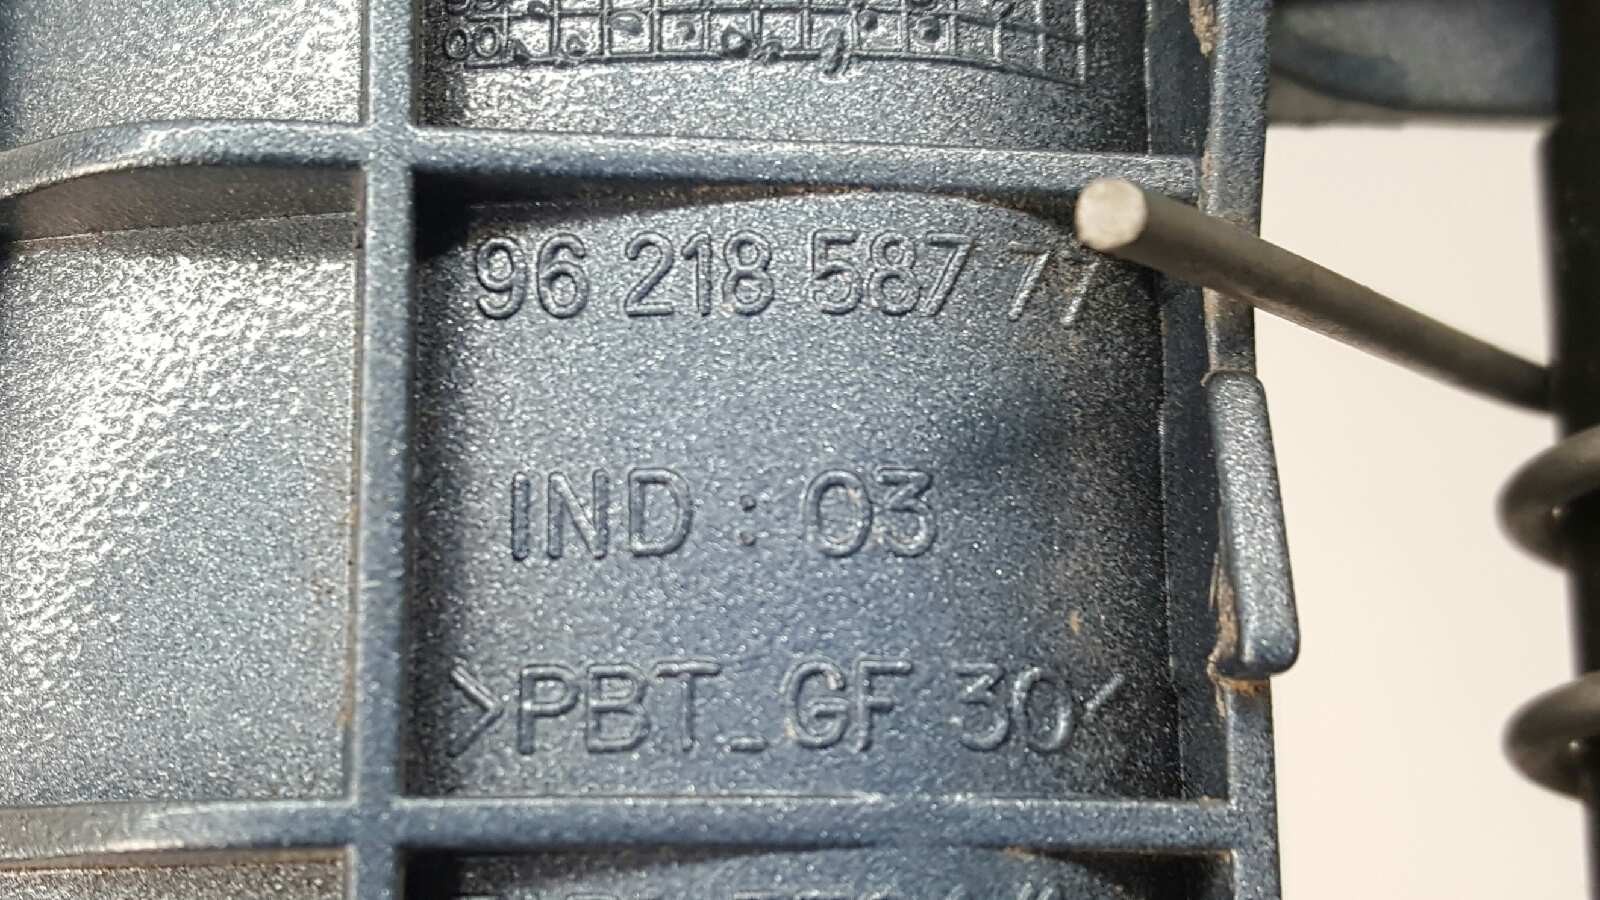 96 218 587 77
IND : 03
>PBT_GF 30<